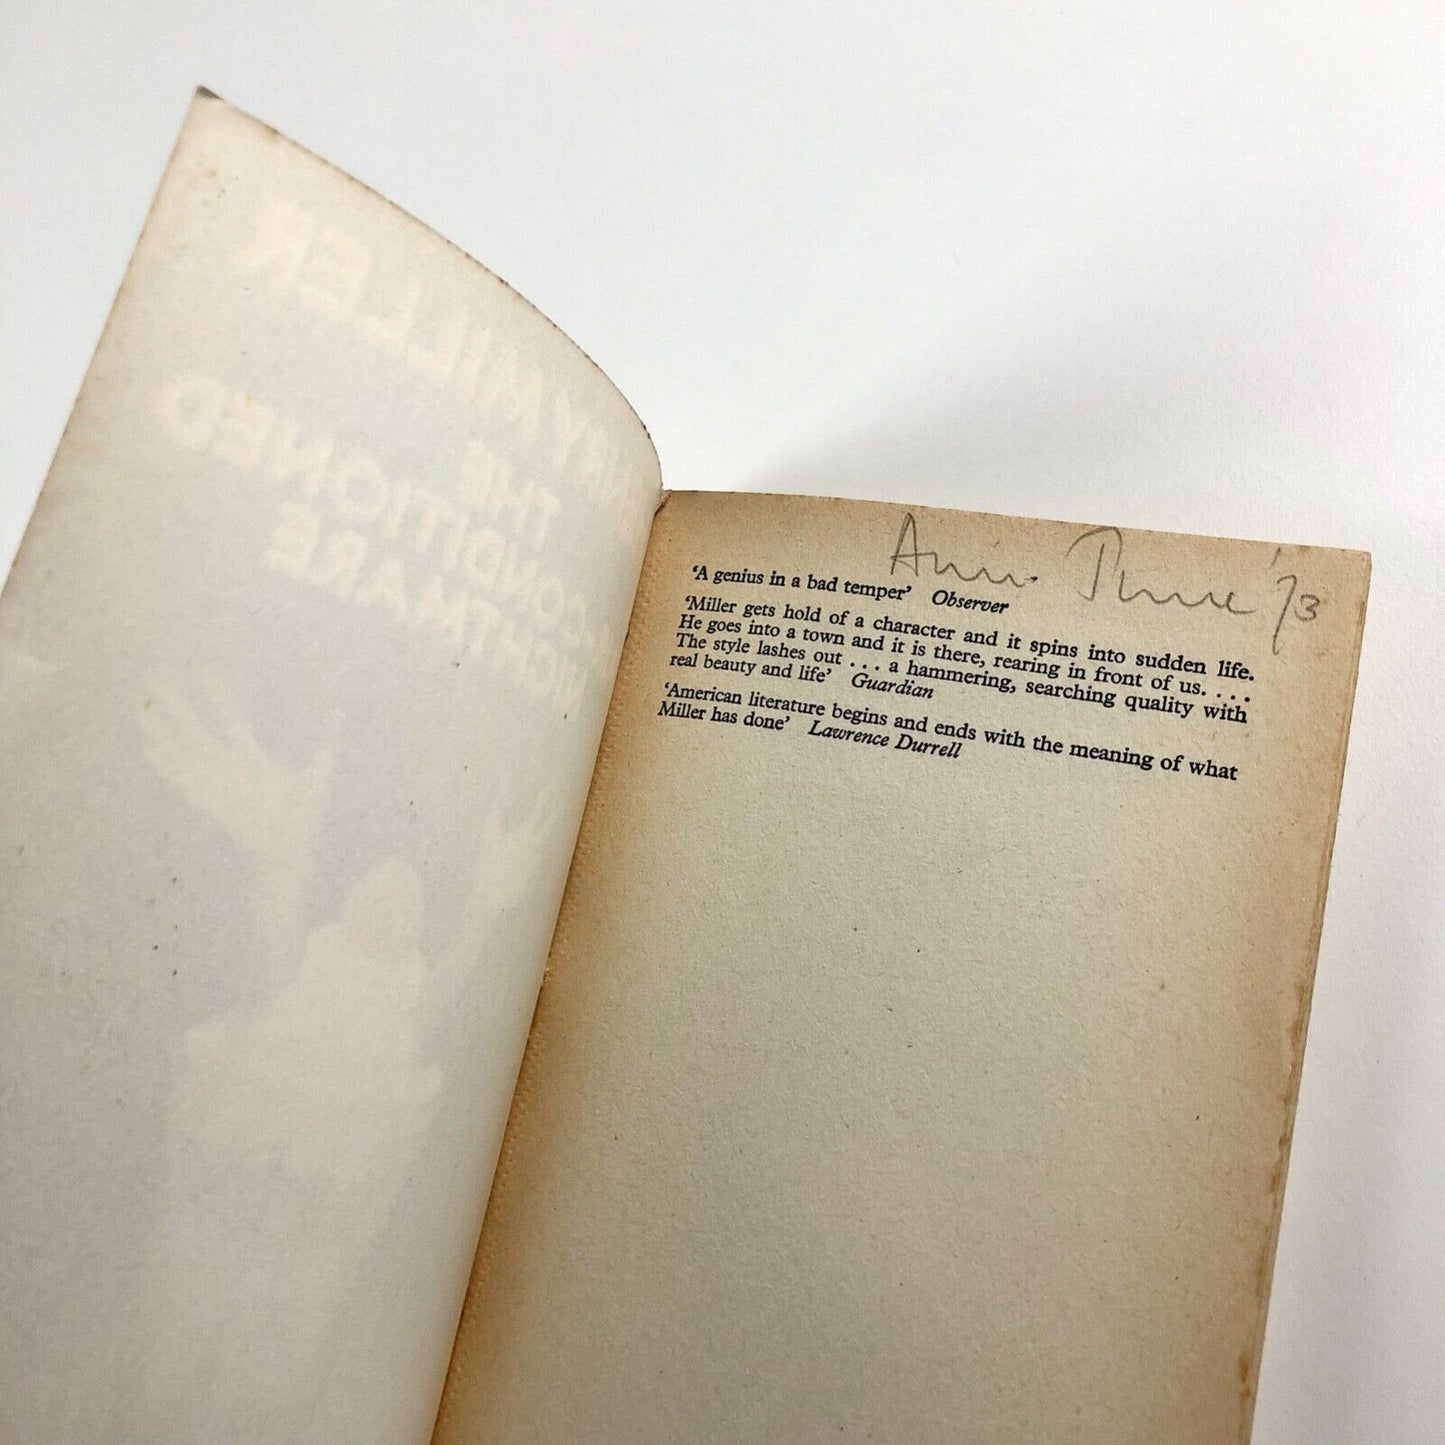 MILLER
THE
'73
‘A genius in a bad temper’ Observer
‘Miller gets hold of a character and it spins into sudden life.
He goes into a town and it is there, rearing in front of us. . . .
The style lashes out . . . a hammering, searching quality with
real beauty and life’ Guardian
‘American literature begins and ends with the meaning of what
Miller has done’ Lawrence Durrell